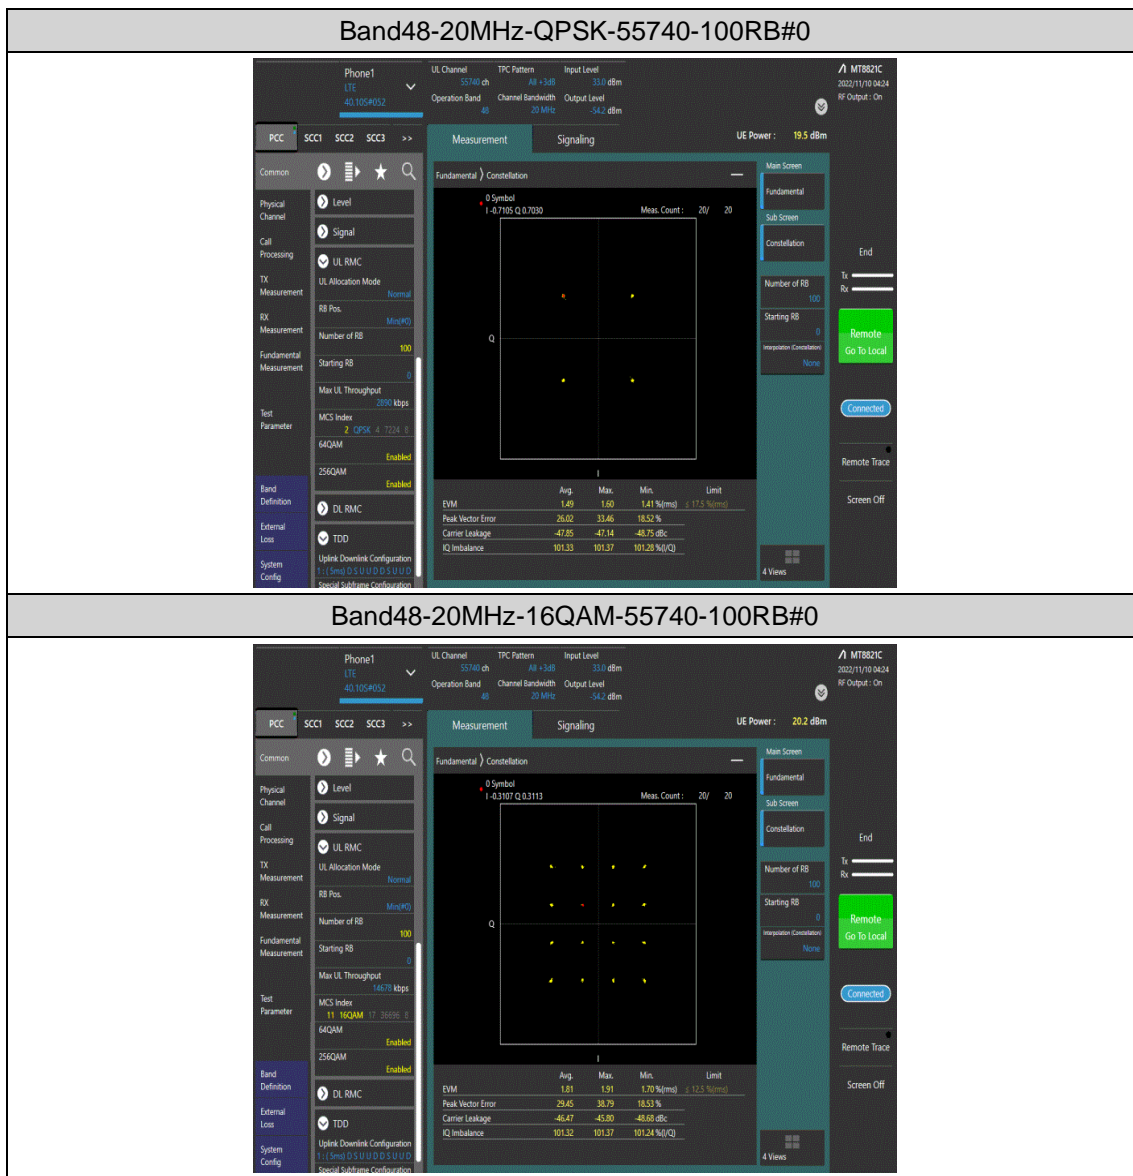 Band48-20MHz-QPSK-55740-100RB#0
Phone1
LTE
40.105#052
UL Channel TPC Pattern Input Level
55740 ch All +3dB 33.0 dBm
Operation Band Channel Bandwidth Output Level
48 20 MHz -54.2 dBm
MT8821C
2022/11/10 04:24
RF Output : On
PCC SCC1 SCC2 SCC3 >>
Measurement Signaling
UE Power : 19.5 dBm
Common
Physical Channel
Call Processing
TX Measurement
RX Measurement
Fundamental Measurement
Test Parameter
Band Definition
External Loss
System Config
Level
Signal
UL RMC
UL Allocation Mode
Normal
RB Pos.
Min(#0)
Number of RB
100
Starting RB
0
Max UL Throughput
2890 kbps
MCS Index
2 QPSK 4 7224 8
64QAM
Enabled
256QAM
Enabled
DL RMC
TDD
Uplink Downlink Configuration
1 : ( 5ms) D S U U D D S U U D
Special Subframe Configuration
Fundamental Constellation
0 Symbol
I -0.7105 Q 0.7030 Meas. Count : 20/ 20
Q
I
Avg. Max. Min. Limit
EVM 1.49 1.60 1.41 %(rms) ≤ 17.5 %(rms)
Peak Vector Error 26.02 33.46 18.52 %
Carrier Leakage -47.85 -47.14 -48.75 dBc
IQ Imbalance 101.33 101.37 101.28 %(I/Q)
Main Screen
Fundamental
Sub Screen
Constellation
Number of RB
100
Starting RB
0
Interpolation (Constellation)
None
4 Views
End
Tx
Rx
Remote
Go To Local
Connected
Remote Trace
Screen Off
Band48-20MHz-16QAM-55740-100RB#0
Phone1
LTE
40.105#052
UL Channel TPC Pattern Input Level
55740 ch All +3dB 33.0 dBm
Operation Band Channel Bandwidth Output Level
48 20 MHz -54.2 dBm
MT8821C
2022/11/10 04:24
RF Output : On
PCC SCC1 SCC2 SCC3 >>
Measurement Signaling
UE Power : 20.2 dBm
Common
Physical Channel
Call Processing
TX Measurement
RX Measurement
Fundamental Measurement
Test Parameter
Band Definition
External Loss
System Config
Level
Signal
UL RMC
UL Allocation Mode
Normal
RB Pos.
Min(#0)
Number of RB
100
Starting RB
0
Max UL Throughput
14678 kbps
MCS Index
11 16QAM 17 36696 8
64QAM
Enabled
256QAM
Enabled
DL RMC
TDD
Uplink Downlink Configuration
1 : ( 5ms) D S U U D D S U U D
Special Subframe Configuration
Fundamental Constellation
0 Symbol
I -0.3107 Q 0.3113 Meas. Count : 20/ 20
Q
I
Avg. Max. Min. Limit
EVM 1.81 1.91 1.70 %(rms) ≤ 12.5 %(rms)
Peak Vector Error 29.45 38.79 18.53 %
Carrier Leakage -46.47 -45.80 -48.68 dBc
IQ Imbalance 101.32 101.37 101.24 %(I/Q)
Main Screen
Fundamental
Sub Screen
Constellation
Number of RB
100
Starting RB
0
Interpolation (Constellation)
None
4 Views
End
Tx
Rx
Remote
Go To Local
Connected
Remote Trace
Screen Off